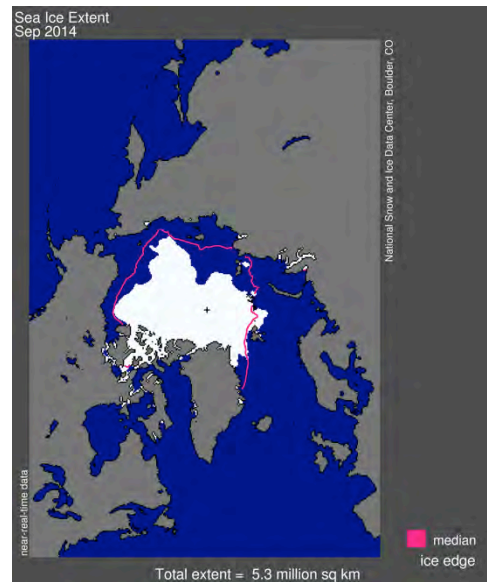 Sea Ice Extent
Sep 2014
National Snow and Ice Data Center, Boulder, CO
near-real-time data
median
ice edge
Total extent = 5.3 million sq km